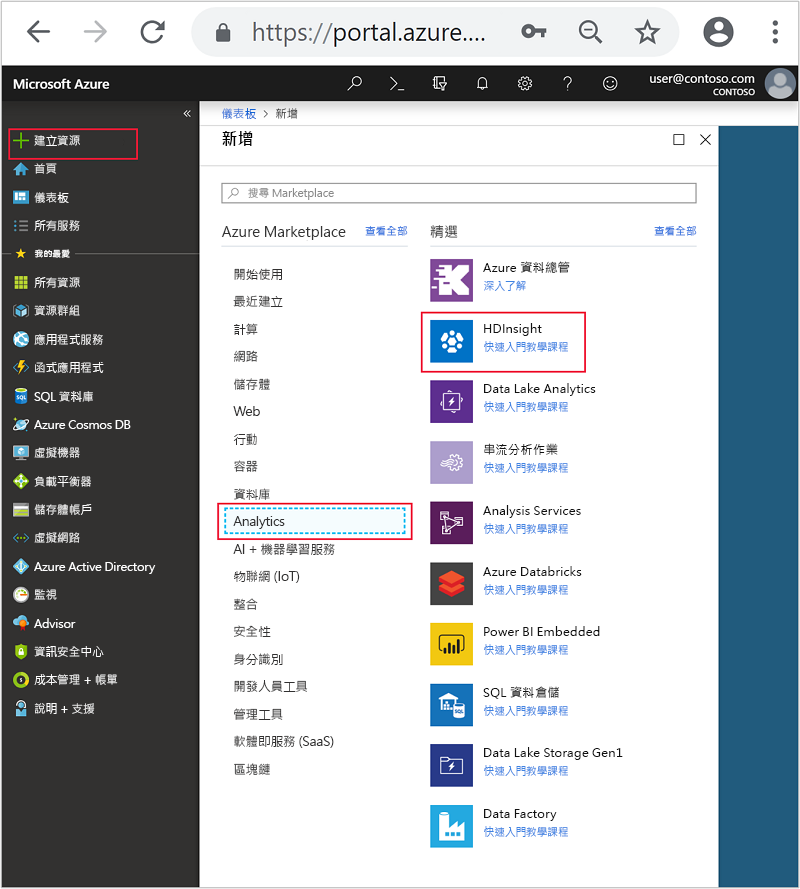 https://portal.azure....
Microsoft Azure
user@contoso.com
CONTOSO
建立資源
首頁
儀表板
所有服務
我的最愛
所有資源
資源群組
應用程式服務
函式應用程式
SQL 資料庫
Azure Cosmos DB
虛擬機器
負載平衡器
儲存體帳戶
虛擬網路
Azure Active Directory
監視
Advisor
資訊安全中心
成本管理 + 帳單
說明 + 支援
儀表板 > 新增
新增
搜尋 Marketplace
Azure Marketplace 查看全部
開始使用
最近建立
計算
網路
儲存體
Web
行動
容器
資料庫
Analytics
AI + 機器學習服務
物聯網 (IoT)
整合
安全性
身分識別
開發人員工具
管理工具
軟體即服務 (SaaS)
區塊鏈
精選 查看全部
Azure 資料總管
深入了解
HDInsight
快速入門教學課程
Data Lake Analytics
快速入門教學課程
串流分析作業
快速入門教學課程
Analysis Services
快速入門教學課程
Azure Databricks
快速入門教學課程
Power BI Embedded
快速入門教學課程
SQL 資料倉儲
快速入門教學課程
Data Lake Storage Gen1
快速入門教學課程
Data Factory
快速入門教學課程